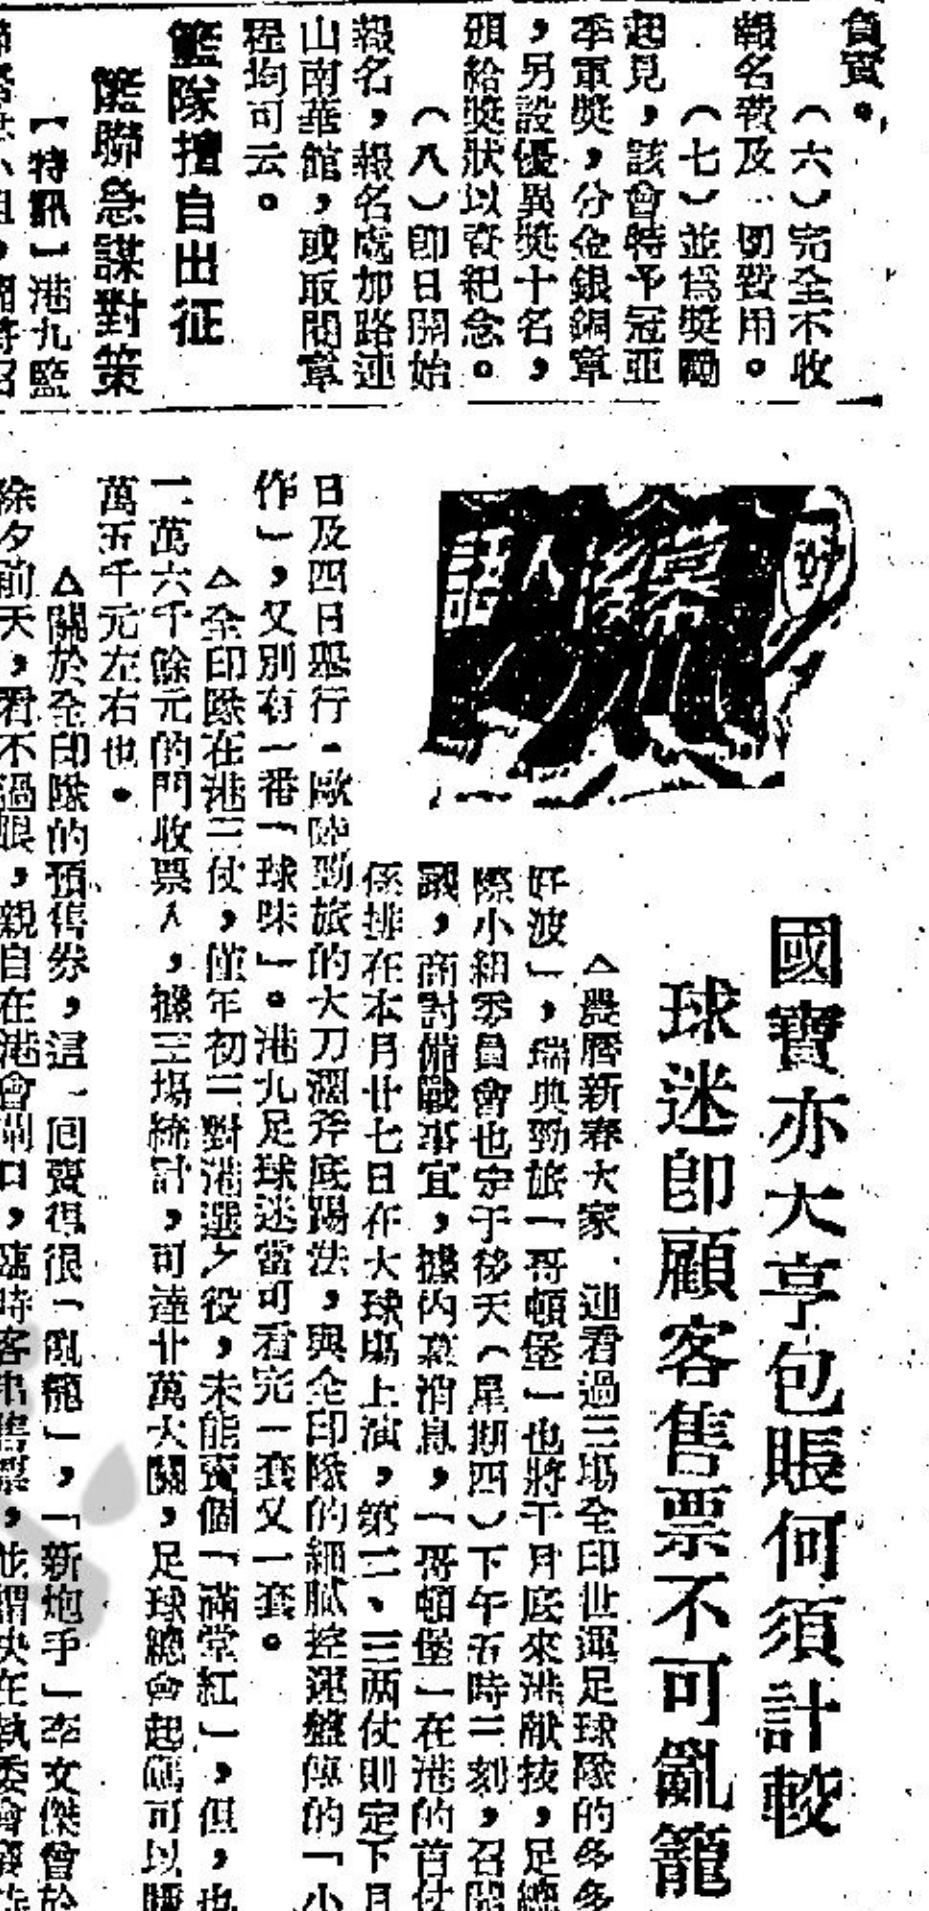 負責。
（六）完全不收
報名費及一切費用。
（七）並爲獎勵
起見，該會特予冠亞
季軍獎，分金銀銅章
，另設優異獎十名，
頒給獎狀以資紀念。
（八）卽日開始
報名，報名處加路連
山南華館，或取閱章
程均可云。
籃隊擅自出征
籃聯急謀對策
【特訊】港九籃
國寶亦大亨包賬何須計較
球迷卽顧客售票不可亂籠
△農曆新春大家一連看過三塲全印世運足球隊的多多
好波」，瑞典勁旅「哥頓堡」也將于月底來港献技，足總
際小組委員會也定于後天（星期四）下午五時三刻，召開
議，商討備戰事宜，據內幕消息，「哥頓堡」在港的首仗
係排在本月廿七日在大球塲上演，第二、三兩仗則定下月
日及四日舉行．歐陸勁旅的大刀濶斧底踢法，與全印隊的細膩控運盤傳的「小
作」，又別有一番「球味」。港九足球迷當可看完一套又一套。
△全印隊在港三仗，僅年初三對港選之役，未能賣個「滿堂紅」，但，也
二萬六千餘元的門收票入，據三塲統計，可達廿萬大關，足球總會起碼可以賺
萬五千元左右也．
△關於全印隊的預售券，這一囘賣得很「亂籠」，「新炮手」李女傑曾於
除夕前天，看不過眼，親自在港會閘口，臨時客串售票，